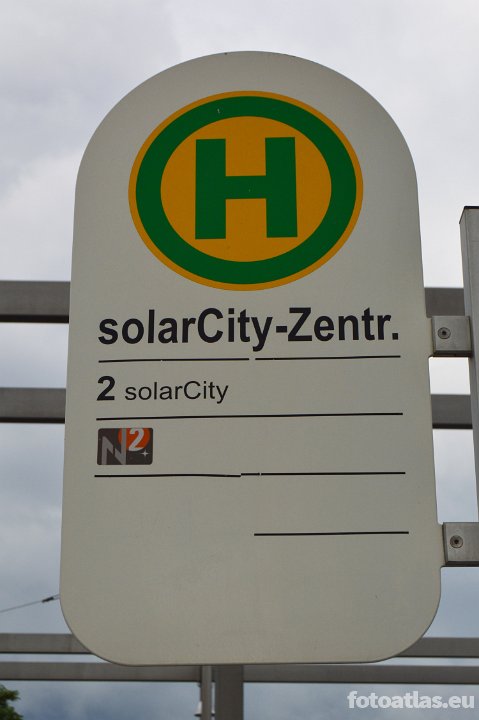 H
solarCity-Zentr.
2 solarCity
N2
fotoatlas.eu